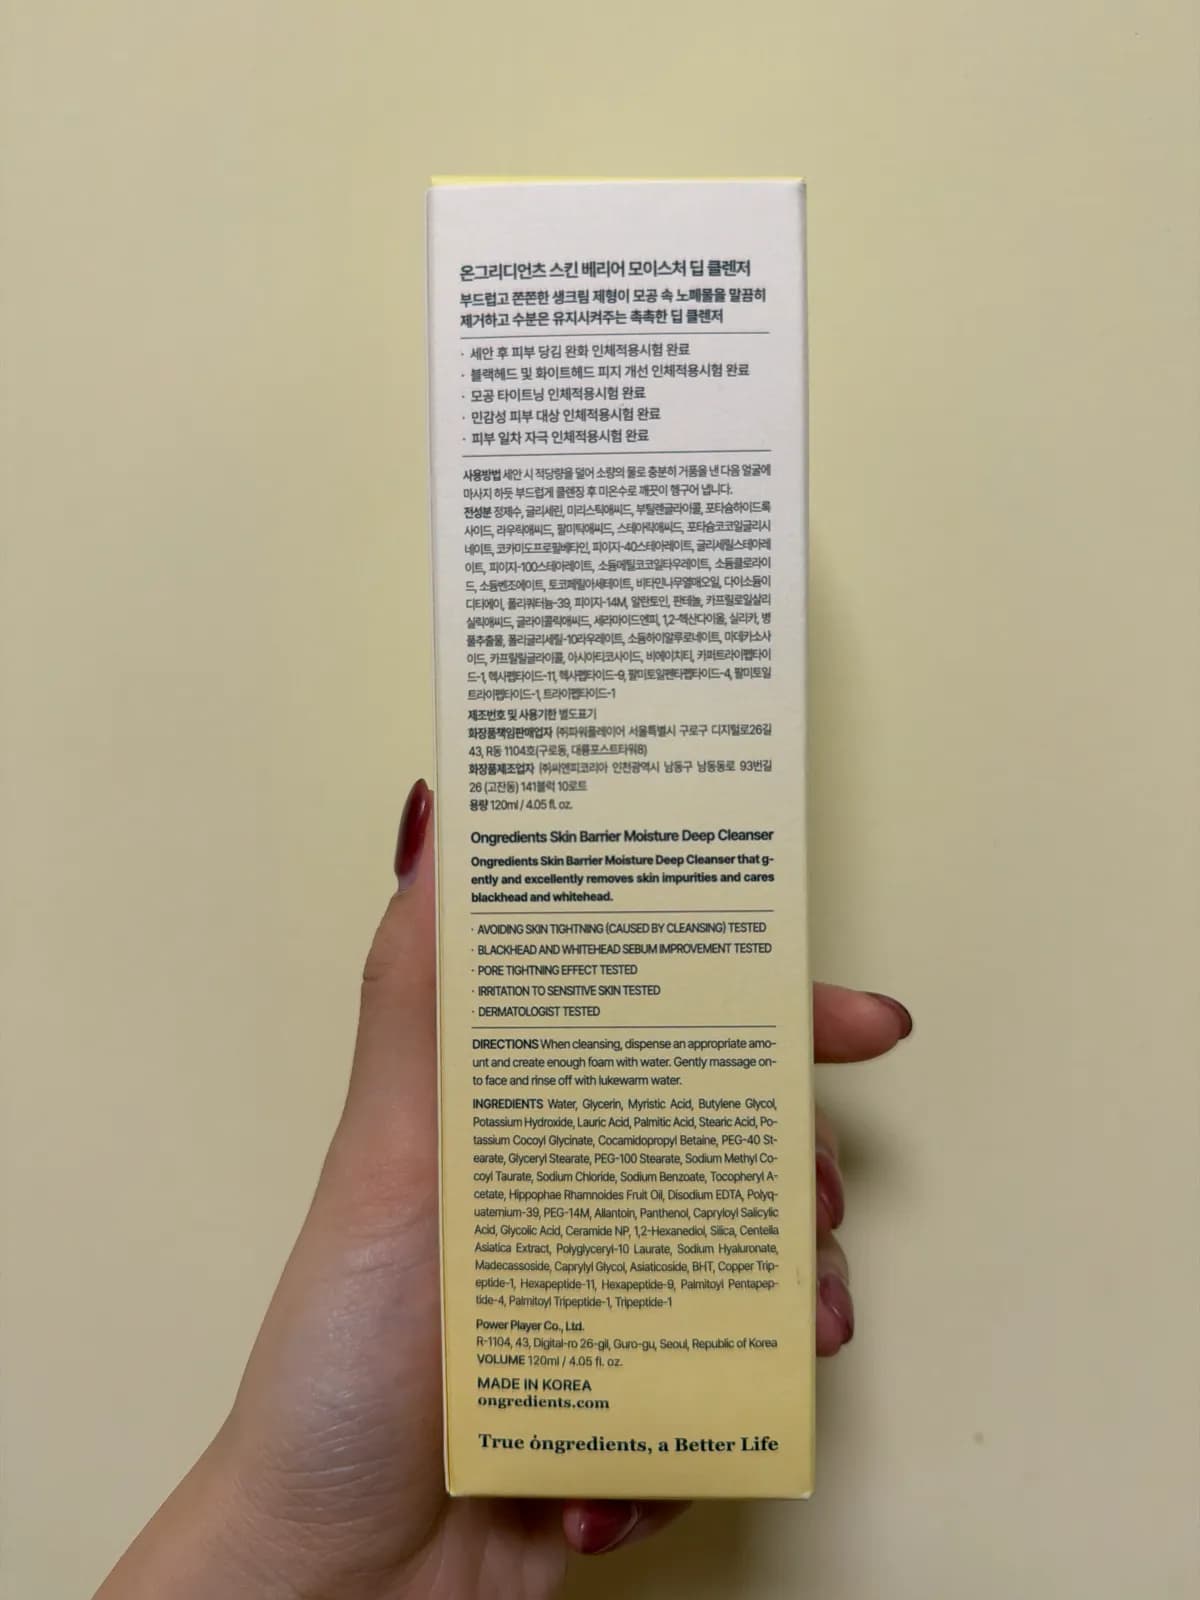 온그리디언츠 스킨 베리어 모이스처 딥 클렌저
부드럽고 쫀쫀한 생크림 제형이 모공 속 노폐물을 말끔히
제거하고 수분은 유지시켜주는 촉촉한 딥 클렌저
· 세안 후 피부 당김 완화 인체적용시험 완료
· 블랙헤드 및 화이트헤드 피지 개선 인체적용시험 완료
· 모공 타이트닝 인체적용시험 완료
· 민감성 피부 대상 인체적용시험 완료
· 피부 일차 자극 인체적용시험 완료
사용방법 세안 시 적당량을 덜어 소량의 물로 충분히 거품을 낸 다음 얼굴에
마사지 하듯 부드럽게 클렌징 후 미온수로 깨끗이 헹구어 냅니다.
전성분 정제수, 글리세린, 미리스틱애씨드, 부틸렌글라이콜, 포타슘하이드록
사이드, 라우릭애씨드, 팔미틱애씨드, 스테아릭애씨드, 포타슘코코일글리시
네이트, 코카미도프로필베타인, 피이지-40스테아레이트, 글리세릴스테아레
이트, 피이지-100스테아레이트, 소듐메틸코코일타우레이트, 소듐클로라이
드, 소듐벤조에이트, 토코페릴아세테이트, 비타민나무열매오일, 다이소듐이
디티에이, 폴리쿼터늄-39, 피이지-14M, 알란토인, 판테놀, 카프릴로일살리
실릭애씨드, 글라이콜릭애씨드, 세라마이드엔피, 1,2-헥산다이올, 실리카, 병
풀추출물, 폴리글리세릴-10라우레이트, 소듐하이알루로네이트, 마데카소사
이드, 카프릴릴글라이콜, 아시아티코사이드, 비에이치티, 카퍼트라이펩타이
드-1, 헥사펩타이드-11, 헥사펩타이드-9, 팔미토일펜타펩타이드-4, 팔미토일
트라이펩타이드-1, 트라이펩타이드-1
제조번호 및 사용기한 별도표기
화장품책임판매업자 ㈜파워플레이어 서울특별시 구로구 디지털로26길
43, R동 1104호(구로동, 대륭포스트타워8)
화장품제조업자 ㈜씨엔피코리아 인천광역시 남동구 남동동로 93번길
26 (고잔동) 141블럭 10로트
용량 120ml / 4.05 fl. oz.
Ongredients Skin Barrier Moisture Deep Cleanser
Ongredients Skin Barrier Moisture Deep Cleanser that g-
ently and excellently removes skin impurities and cares
blackhead and whitehead.
· AVOIDING SKIN TIGHTNING (CAUSED BY CLEANSING) TESTED
· BLACKHEAD AND WHITEHEAD SEBUM IMPROVEMENT TESTED
· PORE TIGHTNING EFFECT TESTED
· IRRITATION TO SENSITIVE SKIN TESTED
· DERMATOLOGIST TESTED
DIRECTIONS When cleansing, dispense an appropriate amo-
unt and create enough foam with water. Gently massage on-
to face and rinse off with lukewarm water.
INGREDIENTS Water, Glycerin, Myristic Acid, Butylene Glycol,
Potassium Hydroxide, Lauric Acid, Palmitic Acid, Stearic Acid, Po-
tassium Cocoyl Glycinate, Cocamidopropyl Betaine, PEG-40 St-
earate, Glyceryl Stearate, PEG-100 Stearate, Sodium Methyl Co-
coyl Taurate, Sodium Chloride, Sodium Benzoate, Tocopheryl A-
cetate, Hippophae Rhamnoides Fruit Oil, Disodium EDTA, Polyq-
uaternium-39, PEG-14M, Allantoin, Panthenol, Capryloyl Salicylic
Acid, Glycolic Acid, Ceramide NP, 1,2-Hexanediol, Silica, Centella
Asiatica Extract, Polyglyceryl-10 Laurate, Sodium Hyaluronate,
Madecassoside, Caprylyl Glycol, Asiaticoside, BHT, Copper Trip-
eptide-1, Hexapeptide-11, Hexapeptide-9, Palmitoyl Pentapep-
tide-4, Palmitoyl Tripeptide-1, Tripeptide-1
Power Player Co., Ltd.
R-1104, 43, Digital-ro 26-gil, Guro-gu, Seoul, Republic of Korea
VOLUME 120ml / 4.05 fl. oz.
MADE IN KOREA
ongredients.com
True óngredients, a Better Life